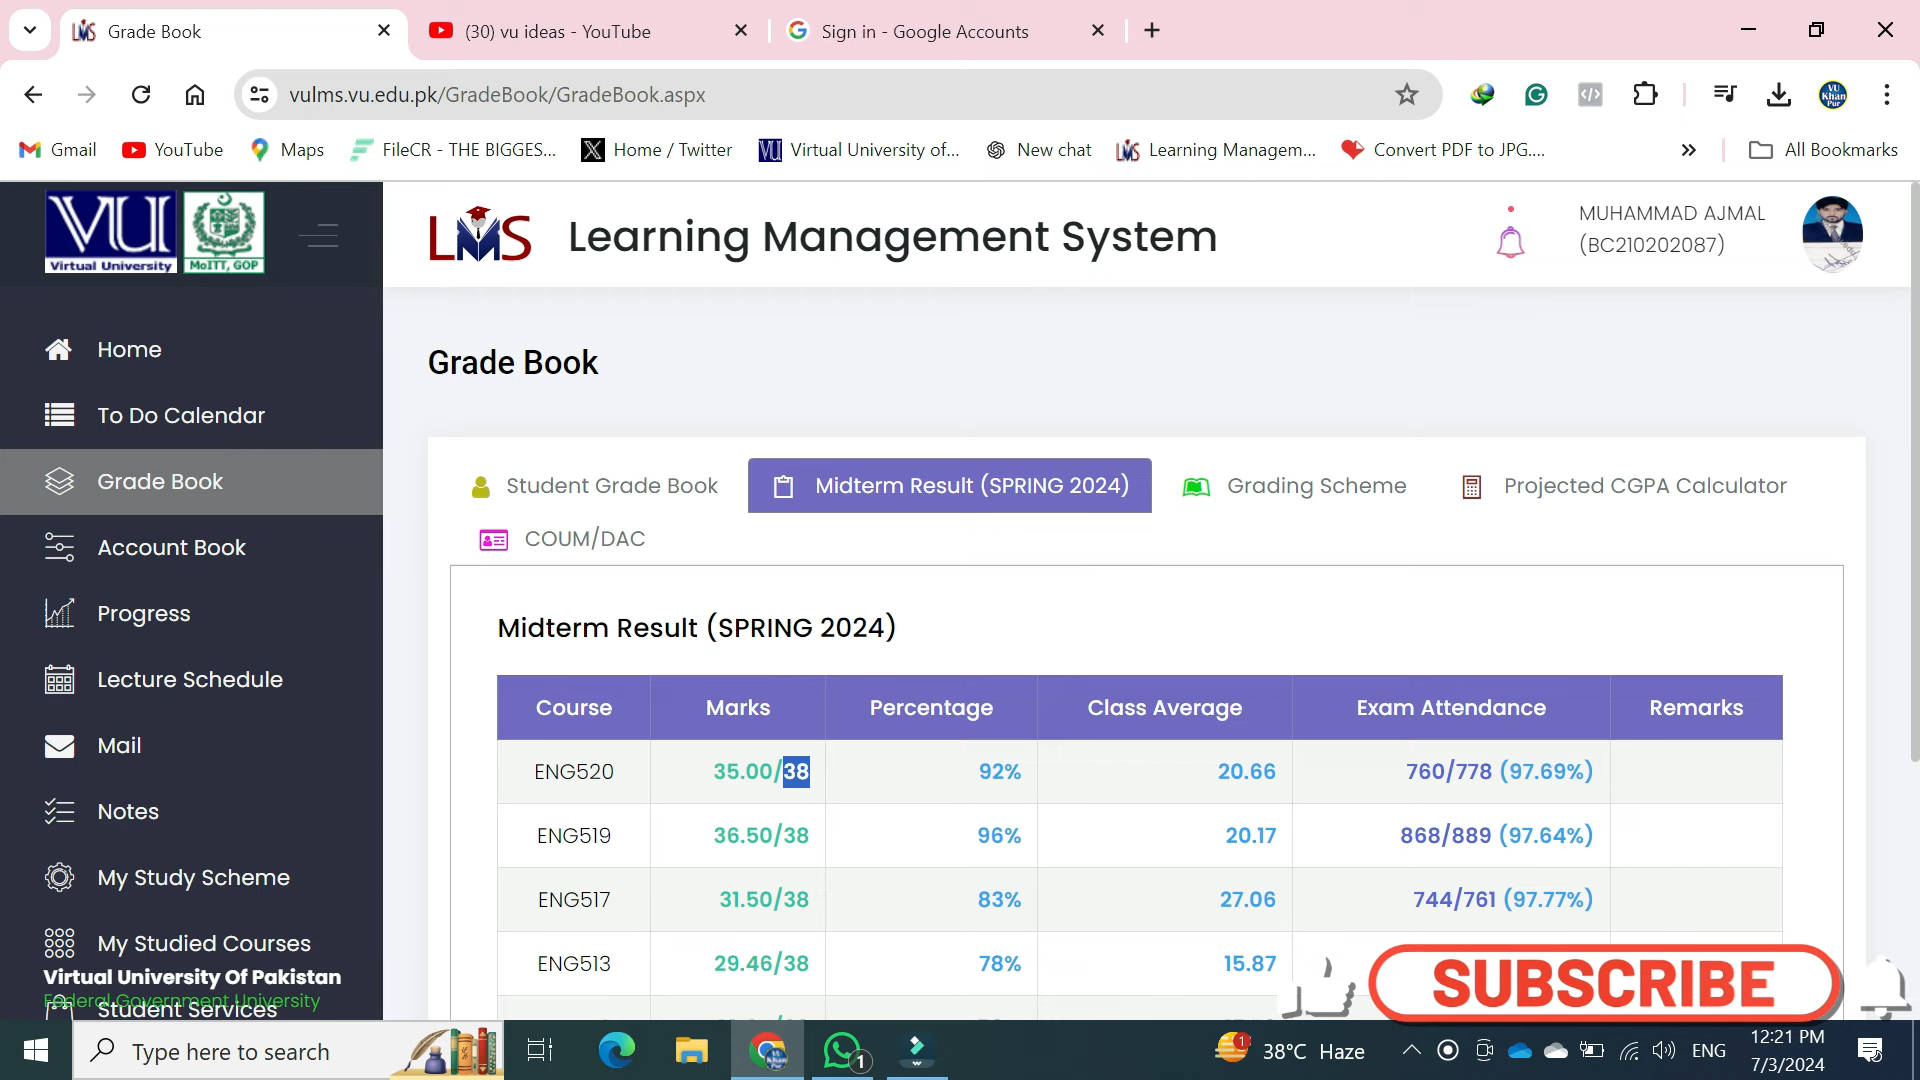 Grade Book
(30) vu ideas - YouTube
Sign in - Google Accounts
vulms.vu.edu.pk/GradeBook/GradeBook.aspx
VU Khan Pur
Gmail
YouTube
Maps
FileCR - THE BIGGES...
Home / Twitter
Virtual University of...
New chat
Learning Managem...
Convert PDF to JPG....
All Bookmarks
VU
Virtual University
MoITT, GOP
LMS
Learning Management System
MUHAMMAD AJMAL
(BC210202087)
Home
To Do Calendar
Grade Book
Account Book
Progress
Lecture Schedule
Mail
Notes
My Study Scheme
My Studied Courses
Virtual University Of Pakistan
Federal Government University
Student Services
Grade Book
Student Grade Book
Midterm Result (SPRING 2024)
Grading Scheme
Projected CGPA Calculator
COUM/DAC
Midterm Result (SPRING 2024)
Course Marks Percentage Class Average Exam Attendance Remarks
ENG520 35.00/38 92% 20.66 760/778 (97.69%)
ENG519 36.50/38 96% 20.17 868/889 (97.64%)
ENG517 31.50/38 83% 27.06 744/761 (97.77%)
ENG513 29.46/38 78% 15.87
SUBSCRIBE
Type here to search
1
1
38°C Haze
ENG
12:21 PM
7/3/2024